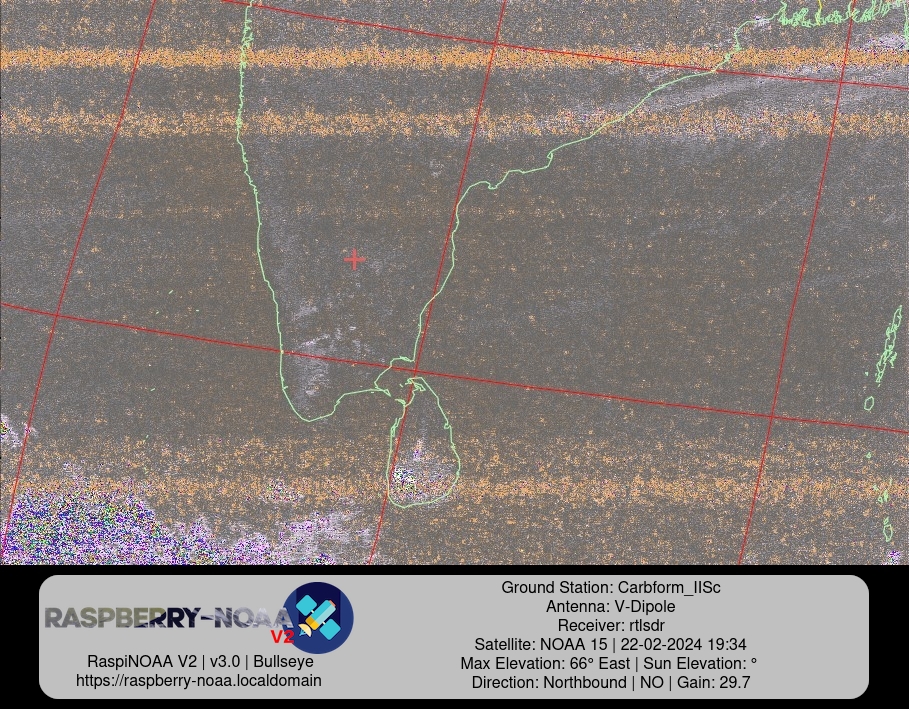 RASPBERRY-NOAA
V2
RaspiNOAA V2 | v3.0 | Bullseye
https://raspberry-noaa.localdomain
Ground Station: Carbform_IISc
Antenna: V-Dipole
Receiver: rtlsdr
Satellite: NOAA 15 | 22-02-2024 19:34
Max Elevation: 66° East | Sun Elevation: °
Direction: Northbound | NO | Gain: 29.7